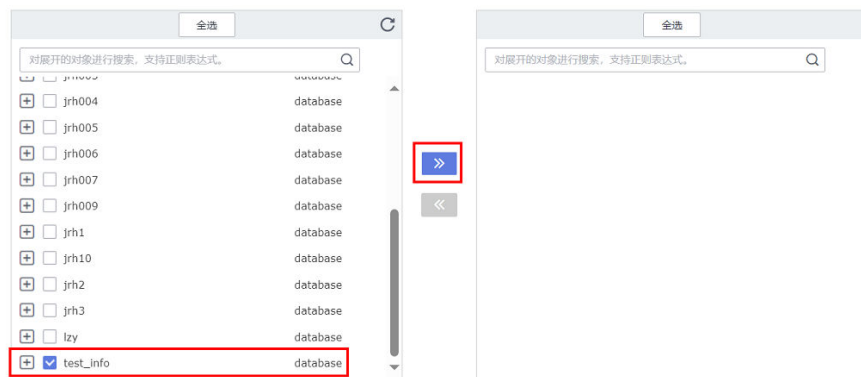 全选
全选
对展开的对象进行搜索，支持正则表达式。
对展开的对象进行搜索，支持正则表达式。
jrh004 database
jrh005 database
jrh006 database
jrh007 database
jrh009 database
jrh1 database
jrh10 database
jrh2 database
jrh3 database
lzy database
test_info database